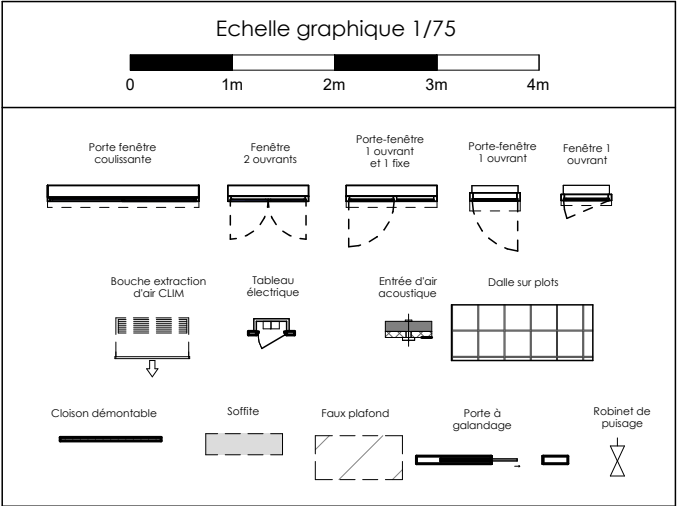 Echelle graphique 1/75
0 1m 2m 3m 4m
Porte fenêtre
coulissante
Fenêtre
2 ouvrants
Porte-fenêtre
1 ouvrant
et 1 fixe
Porte-fenêtre
1 ouvrant
Fenêtre 1
ouvrant
Bouche extraction
d'air CLIM
Tableau
électrique
Entrée d'air
acoustique
Dalle sur plots
Cloison démontable
Soffite
Faux plafond
Porte à
galandage
Robinet de
puisage